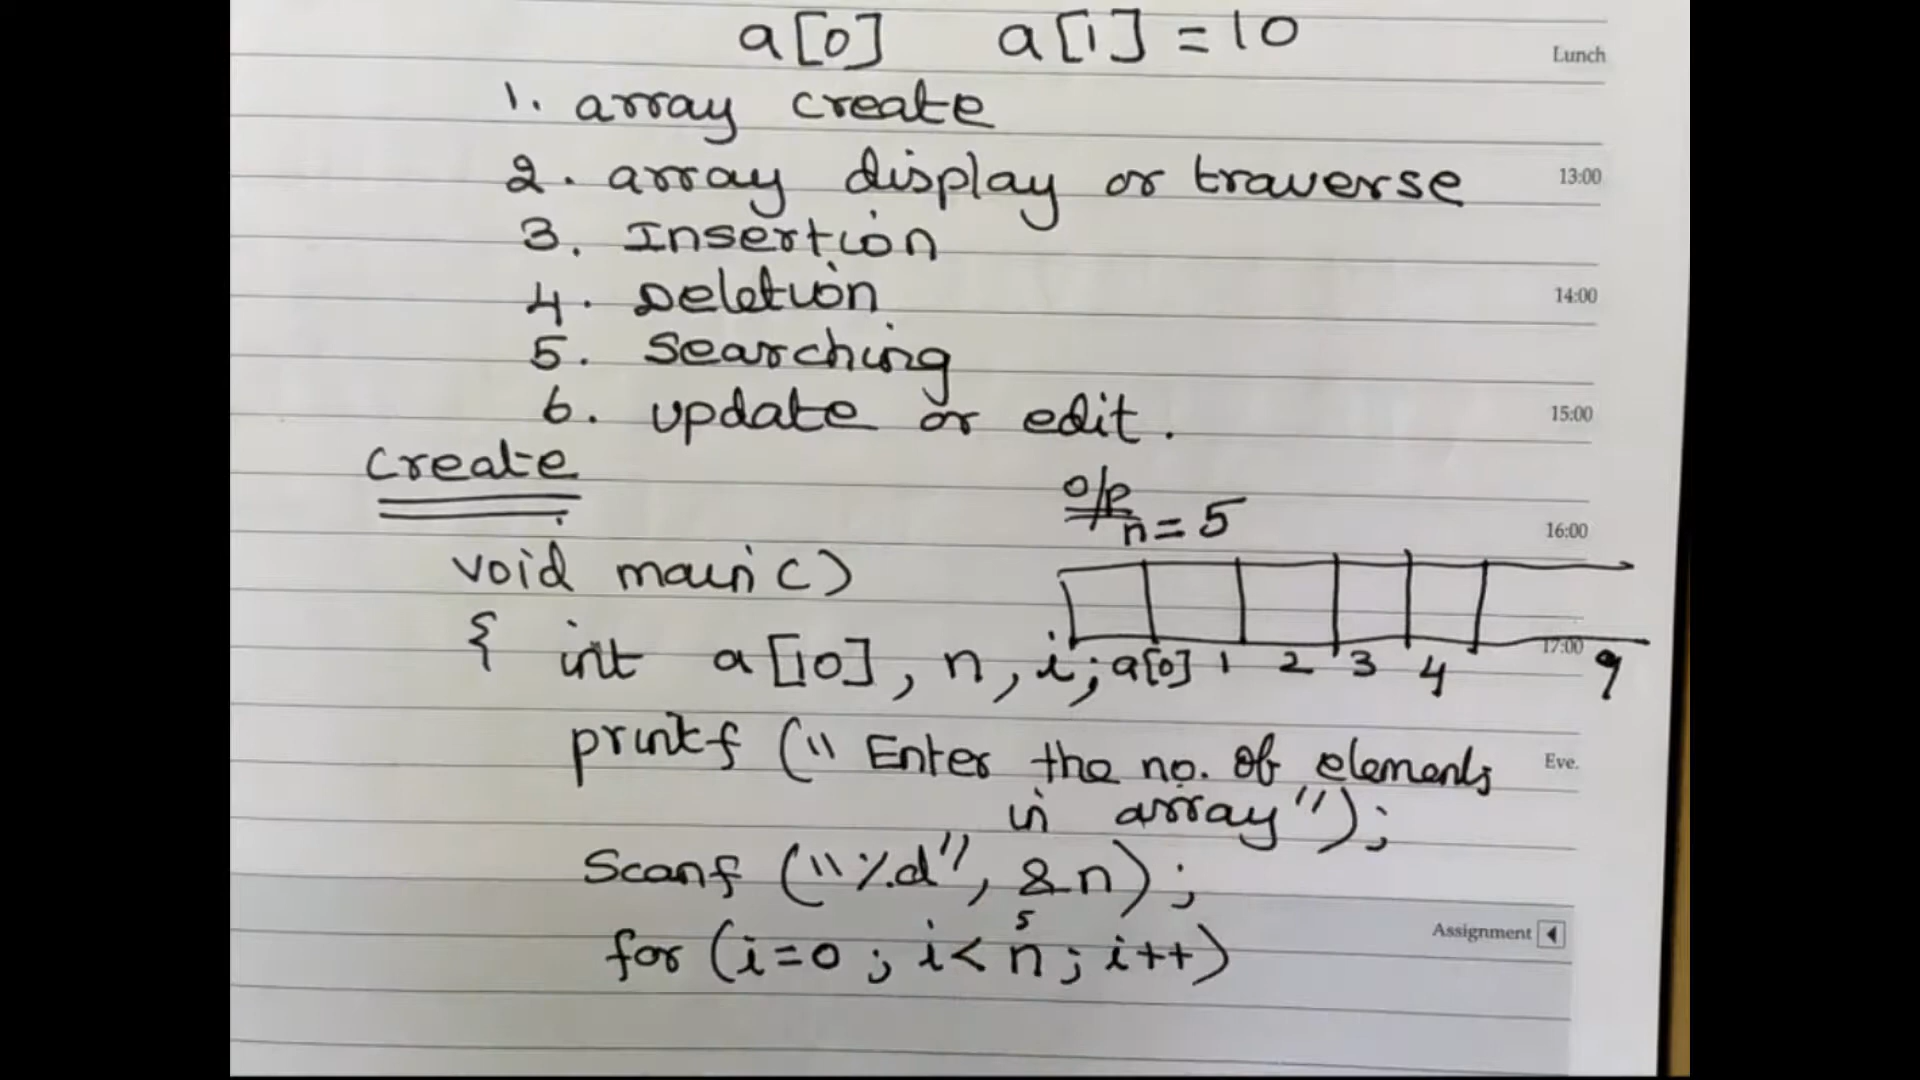 a[0] a[1] = 10
Lunch
1. array create
2. array display or traverse
13:00
3. Insertion
4. Deletion
14:00
5. Searching
6. update or edit.
15:00
create
o/p
n = 5
16:00
void main()
{ int a[10], n, i;
a[0] 1 2 3 4 9
17:00
printf ("Enter the no. of elements
in array");
Eve.
Scanf ("%d", &n);
5
for (i=0; i<n; i++)
Assignment